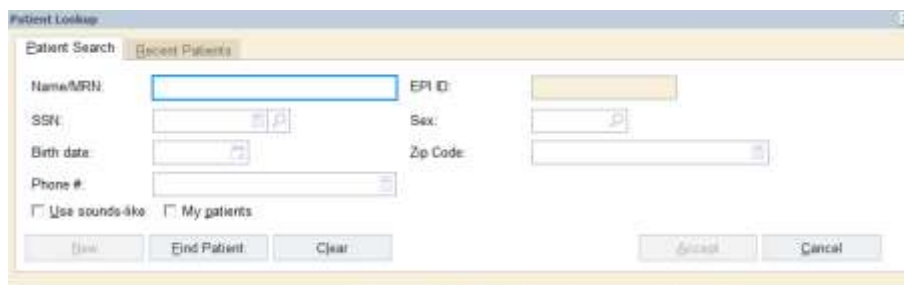 Patient Lookup
Patient Search Recent Patients
Name/MRN: EPI ID:
SSN: Sex:
Birth date: Zip Code:
Phone #:
Use sounds-like My patients
New Find Patient Clear Accept Cancel